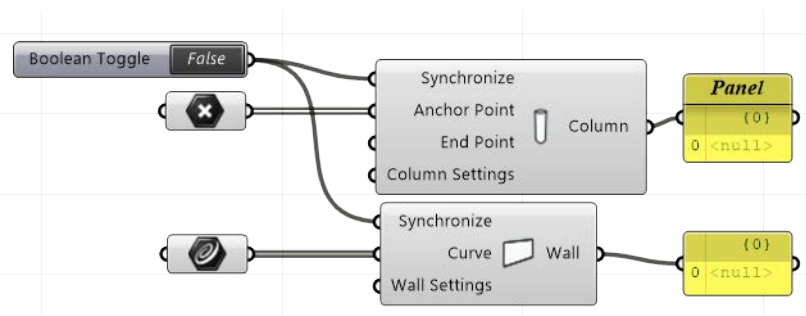 Boolean Toggle False
Synchronize
Anchor Point
End Point
Column Settings
Column
Panel
{0}
0 <null>
Synchronize
Curve
Wall Settings
Wall
{0}
0 <null>